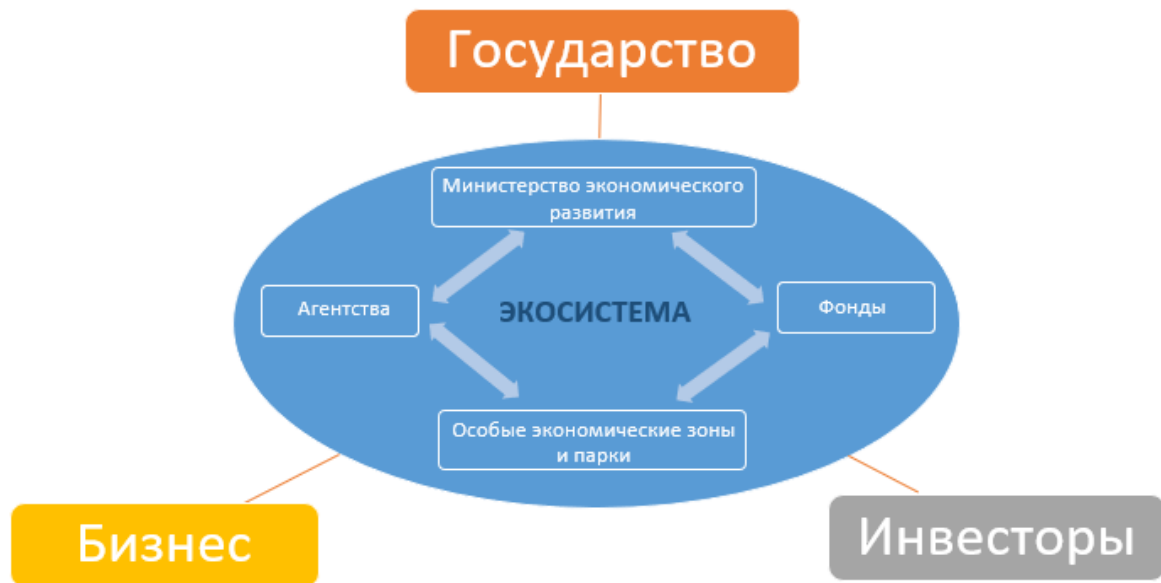 Государство
Министерство экономического
развития
Агентства
ЭКОСИСТЕМА
Фонды
Особые экономические зоны
и парки
Бизнес
Инвесторы